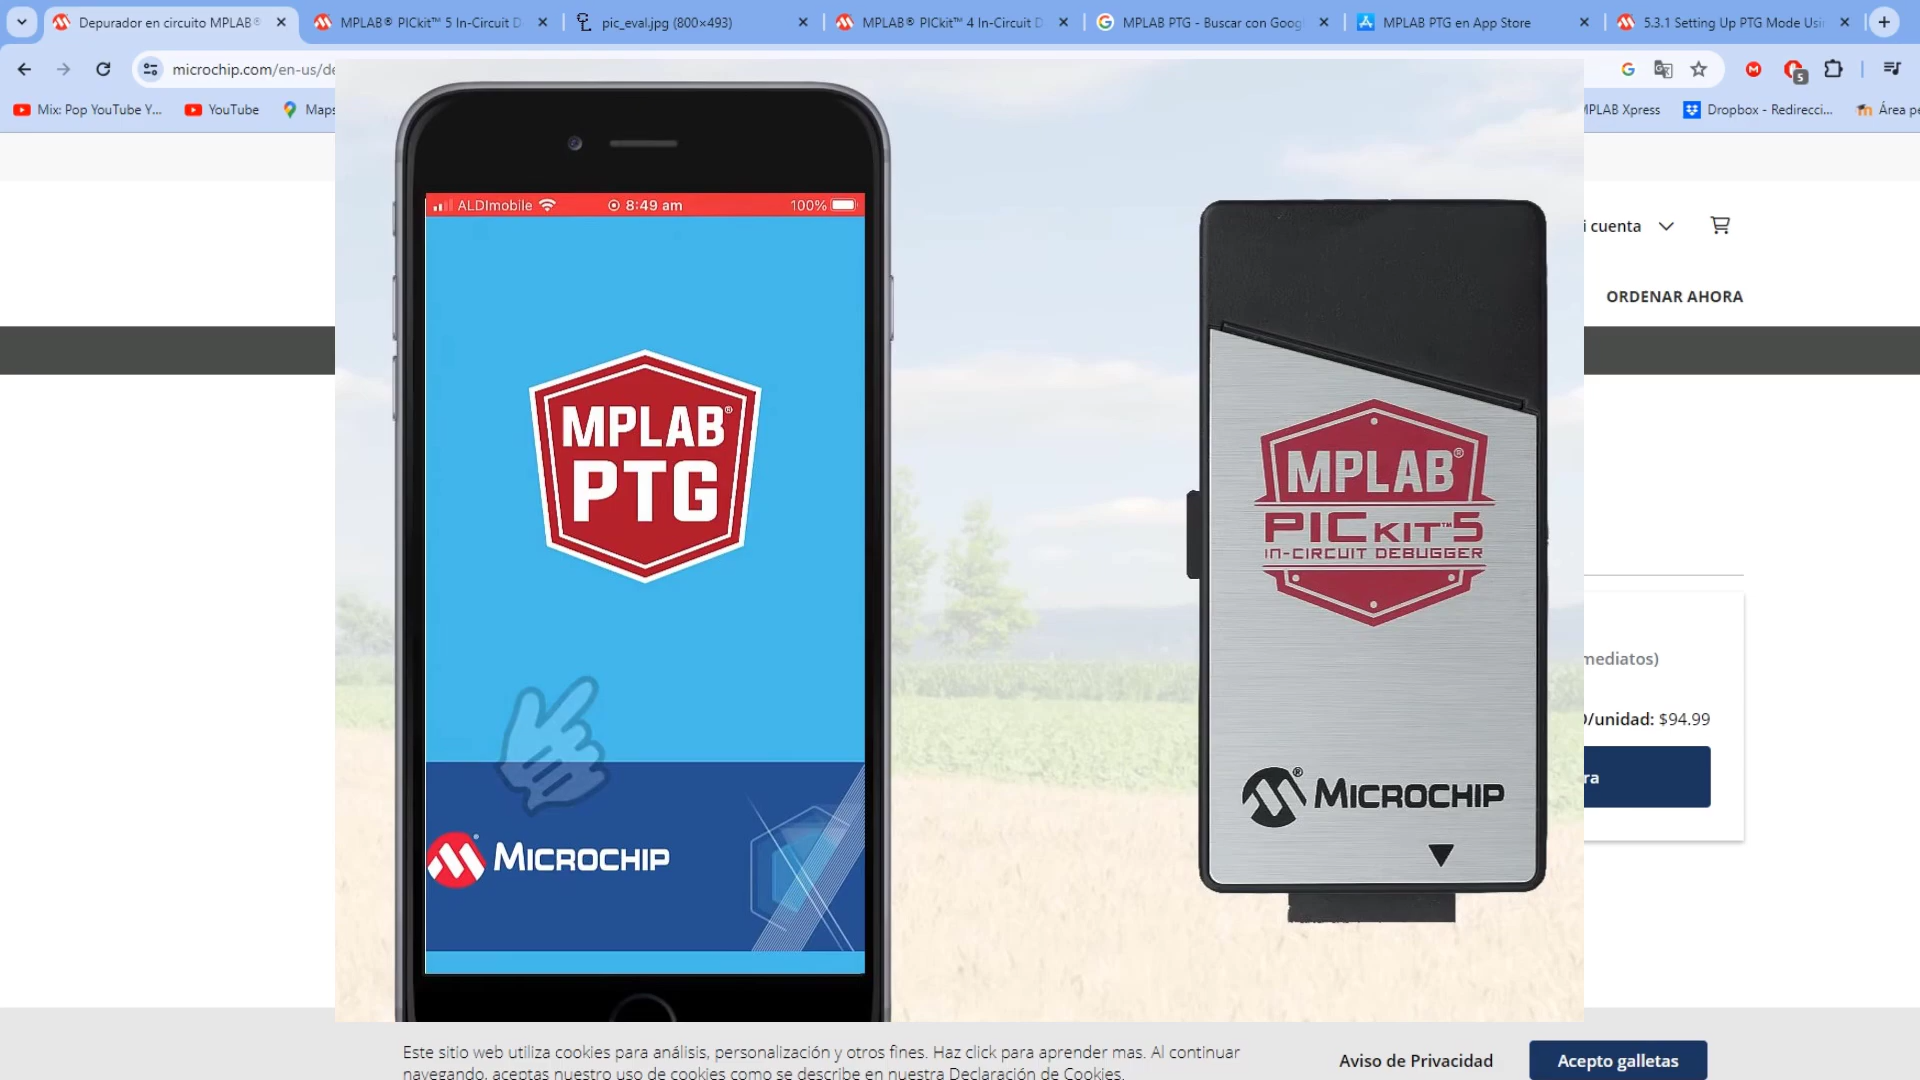 Depurador en circuito MPLAB®
MPLAB® PICkit™ 5 In-Circuit D
pic_eval.jpg (800×493)
MPLAB® PICkit™ 4 In-Circuit D
MPLAB PTG - Buscar con Goog
MPLAB PTG en App Store
5.3.1 Setting Up PTG Mode Usi
microchip.com/en-us/de
5
Mix: Pop YouTube Y...
YouTube
Maps
MPLAB Xpress
Dropbox - Redirecci...
Área pe
i cuenta
ORDENAR AHORA
ALDImobile
8:49 am
100%
MPLAB®
PTG
MICROCHIP
MPLAB®
PICKIT™5
IN-CIRCUIT DEBUGGER
MICROCHIP
mediatos)
/unidad: $94.99
ra
Este sitio web utiliza cookies para análisis, personalización y otros fines. Haz click para aprender mas. Al continuar
navegando, aceptas nuestro uso de cookies como se describe en nuestra Declaración de Cookies.
Aviso de Privacidad
Acepto galletas